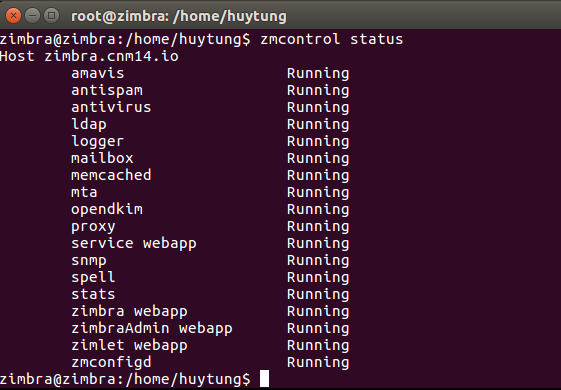 root@zimbra: /home/huytung
zimbra@zimbra:/home/huytung$ zmcontrol status
Host zimbra.cnm14.io
amavis Running
antispam Running
antivirus Running
ldap Running
logger Running
mailbox Running
memcached Running
mta Running
opendkim Running
proxy Running
service webapp Running
snmp Running
spell Running
stats Running
zimbra webapp Running
zimbraAdmin webapp Running
zimlet webapp Running
zmconfigd Running
zimbra@zimbra:/home/huytung$